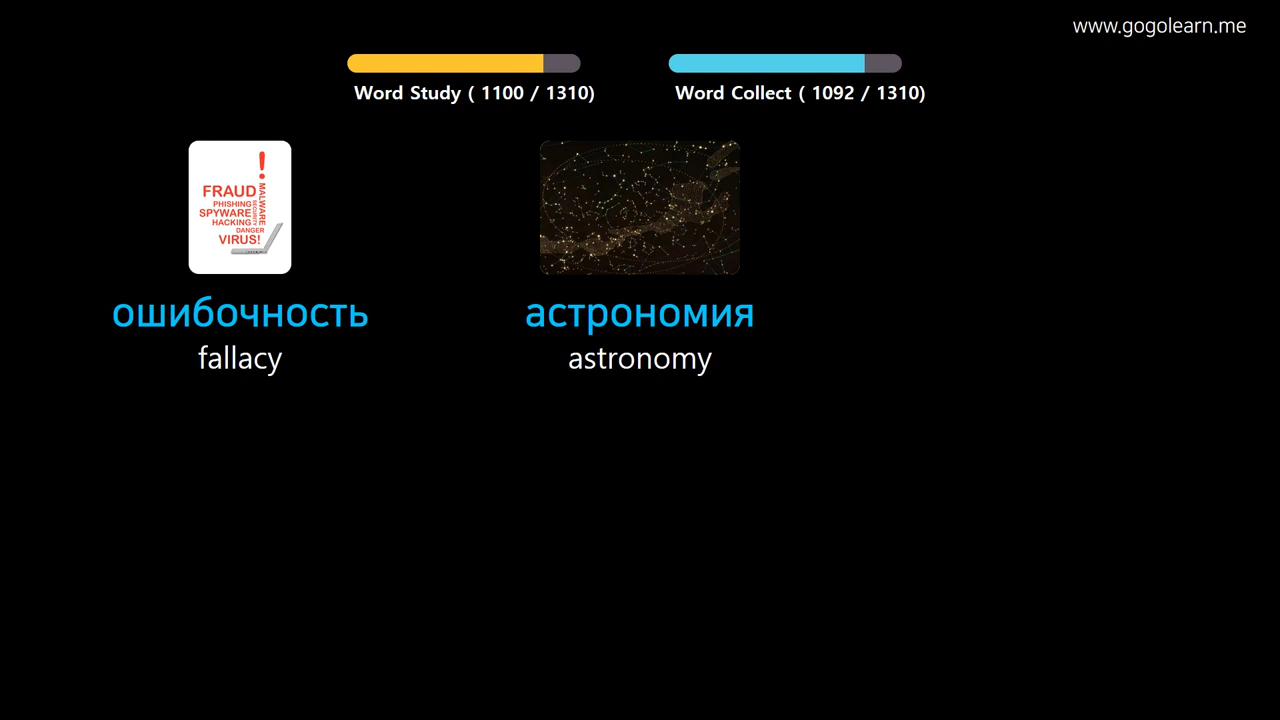 www.gogolearn.me
Word Study ( 1100 / 1310)
Word Collect ( 1092 / 1310)
!
FRAUD
PHISHING
SPYWARE
HACKING
DANGER
VIRUS!
MALWARE
SECURITY
ошибочность
fallacy
астрономия
astronomy